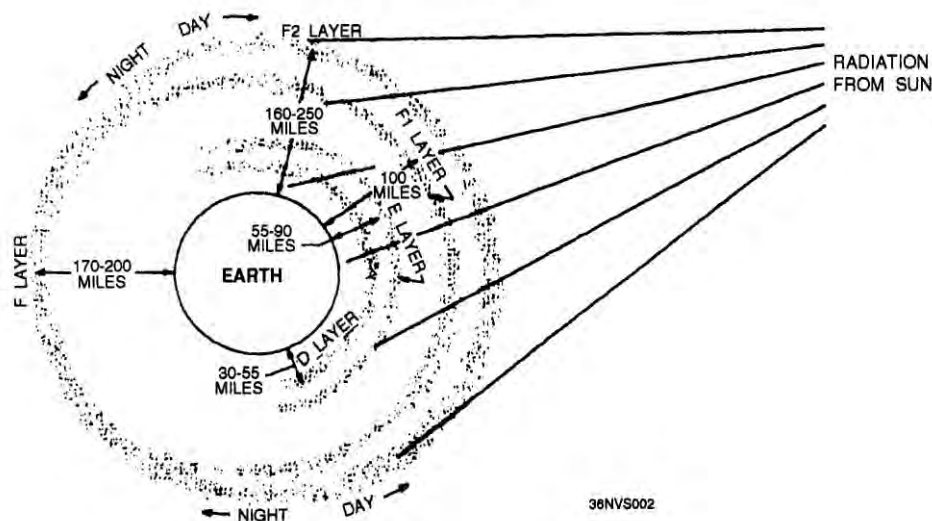 NIGHT
DAY
F2 LAYER
RADIATION
FROM SUN
160-250
MILES
F1 LAYER
100
MILES
E LAYER
55-90
MILES
EARTH
F LAYER
170-200
MILES
D LAYER
30-55
MILES
NIGHT
DAY
36NVS002